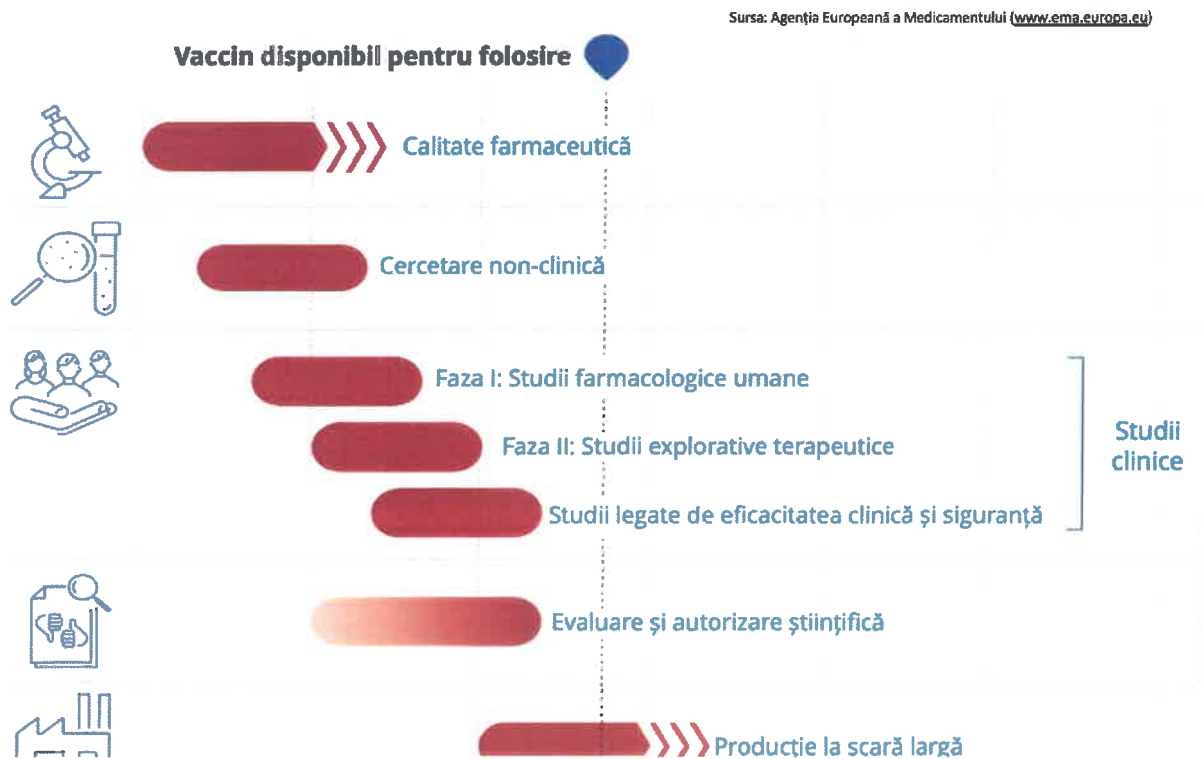 Sursa: Agenția Europeană a Medicamentului (www.ema.europa.eu)
Vaccin disponibil pentru folosire
Calitate farmaceutică
Cercetare non-clinică
Faza I: Studii farmacologice umane
Faza II: Studii explorative terapeutice
Studii legate de eficacitatea clinică și siguranță
Studii
clinice
Evaluare și autorizare științifică
Producție la scară largă